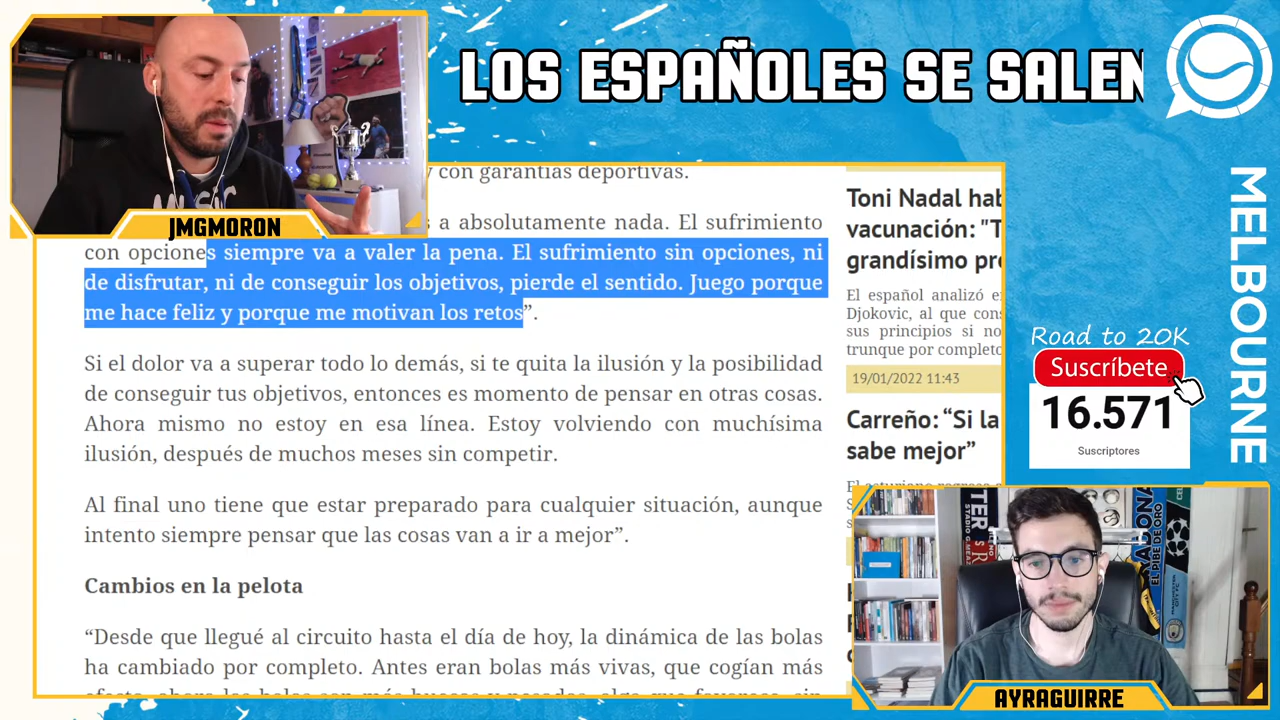 LOS ESPAÑOLES SE SALEN
JMGMORON
y con garantías deportivas.
a absolutamente nada. El sufrimiento
con opciones siempre va a valer la pena. El sufrimiento sin opciones, ni
de disfrutar, ni de conseguir los objetivos, pierde el sentido. Juego porque
me hace feliz y porque me motivan los retos”.
Si el dolor va a superar todo lo demás, si te quita la ilusión y la posibilidad
de conseguir tus objetivos, entonces es momento de pensar en otras cosas.
Ahora mismo no estoy en esa línea. Estoy volviendo con muchísima
ilusión, después de muchos meses sin competir.
Al final uno tiene que estar preparado para cualquier situación, aunque
intento siempre pensar que las cosas van a ir a mejor”.
Cambios en la pelota
“Desde que llegué al circuito hasta el día de hoy, la dinámica de las bolas
ha cambiado por completo. Antes eran bolas más vivas, que cogían más
Toni Nadal hab
vacunación: "T
grandísimo pr
El español analizó e
Djokovic, al que con
sus principios si no
trunque por completo
19/01/2022 11:43
Carreño: “Si la
sabe mejor”
MELBOURNE
Road to 20K
Suscríbete
16.571
Suscriptores
EL PIBE DE ORO
AYRAGUIRRE